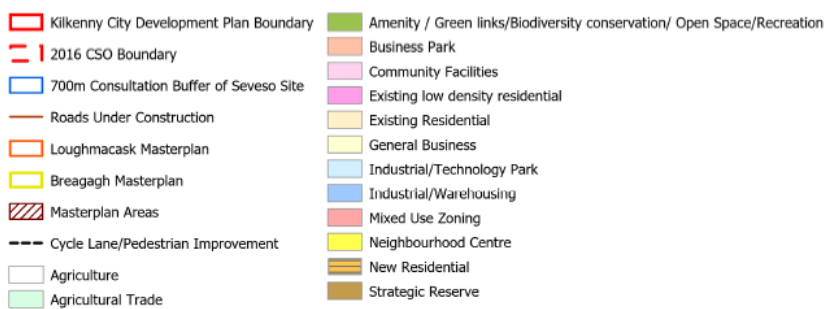 Kilkenny City Development Plan Boundary
2016 CSO Boundary
700m Consultation Buffer of Seveso Site
Roads Under Construction
Loughmacask Masterplan
Breagagh Masterplan
Masterplan Areas
Cycle Lane/Pedestrian Improvement
Agriculture
Agricultural Trade
Amenity / Green links/Biodiversity conservation/ Open Space/Recreation
Business Park
Community Facilities
Existing low density residential
Existing Residential
General Business
Industrial/Technology Park
Industrial/Warehousing
Mixed Use Zoning
Neighbourhood Centre
New Residential
Strategic Reserve